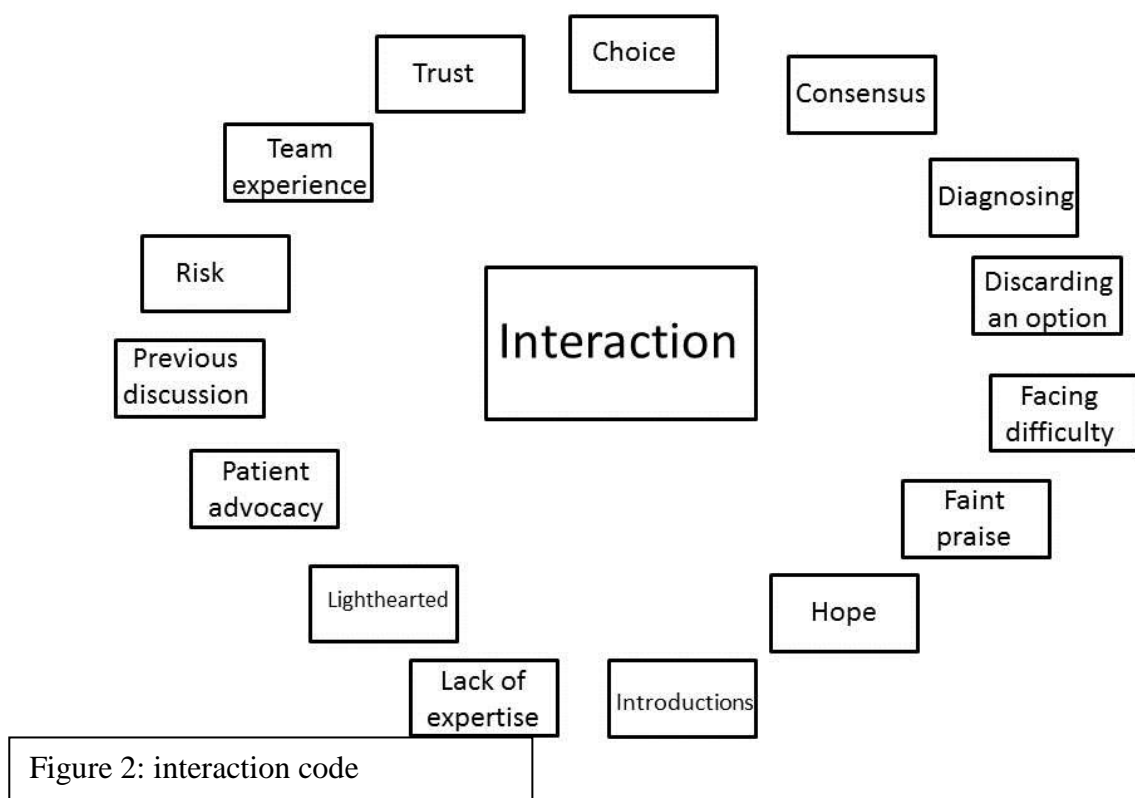 Choice
Consensus
Diagnosing
Discarding
an option
Facing
difficulty
Faint
praise
Hope
Introductions
Lack of
expertise
Lighthearted
Patient
advocacy
Previous
discussion
Risk
Team
experience
Trust
Interaction
Figure 2: interaction code